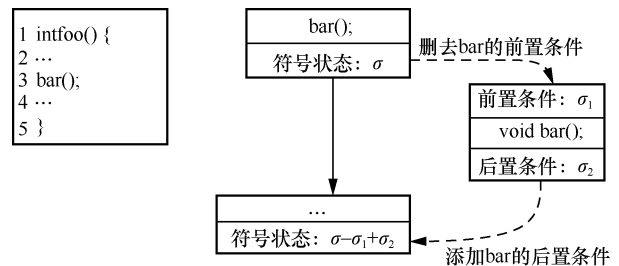 1 intfoo() {
2 …
3 bar();
4 …
5 }
bar();
符号状态：σ
删去bar的前置条件
前置条件：σ₁
void bar();
后置条件：σ₂
…
符号状态：σ−σ₁+σ₂
添加bar的后置条件